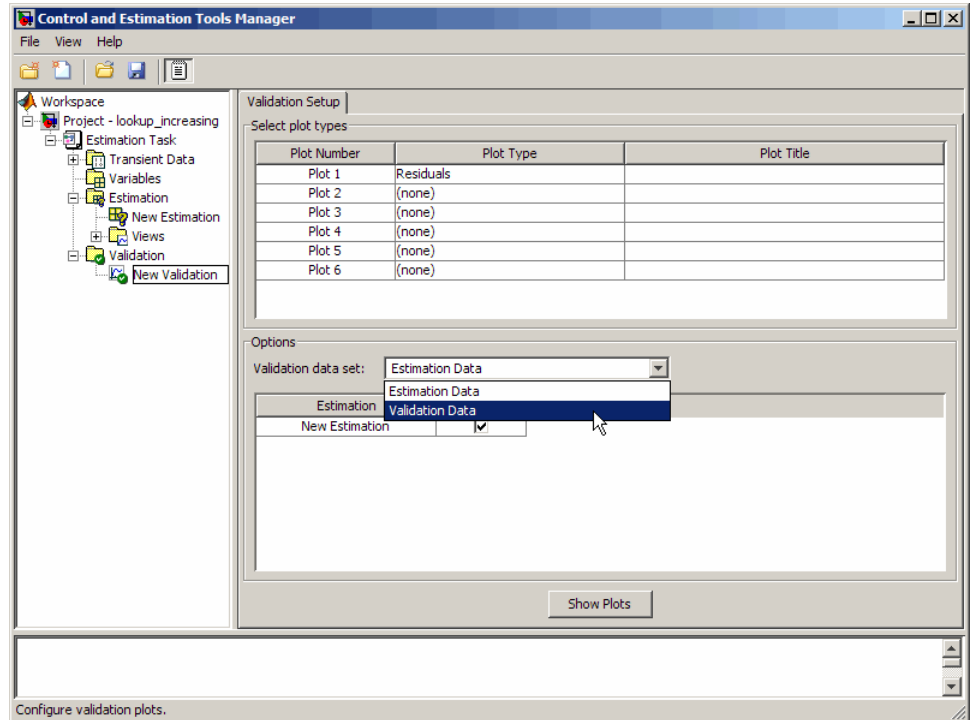 Control and Estimation Tools Manager
File View Help
Workspace
Project - lookup_increasing
Estimation Task
Transient Data
Variables
Estimation
New Estimation
Views
Validation
New Validation
Validation Setup
Select plot types
Plot Number Plot Type Plot Title
Plot 1 Residuals
Plot 2 (none)
Plot 3 (none)
Plot 4 (none)
Plot 5 (none)
Plot 6 (none)
Options
Validation data set: Estimation Data
Estimation Data
Validation Data
Estimation
New Estimation
Show Plots
Configure validation plots.